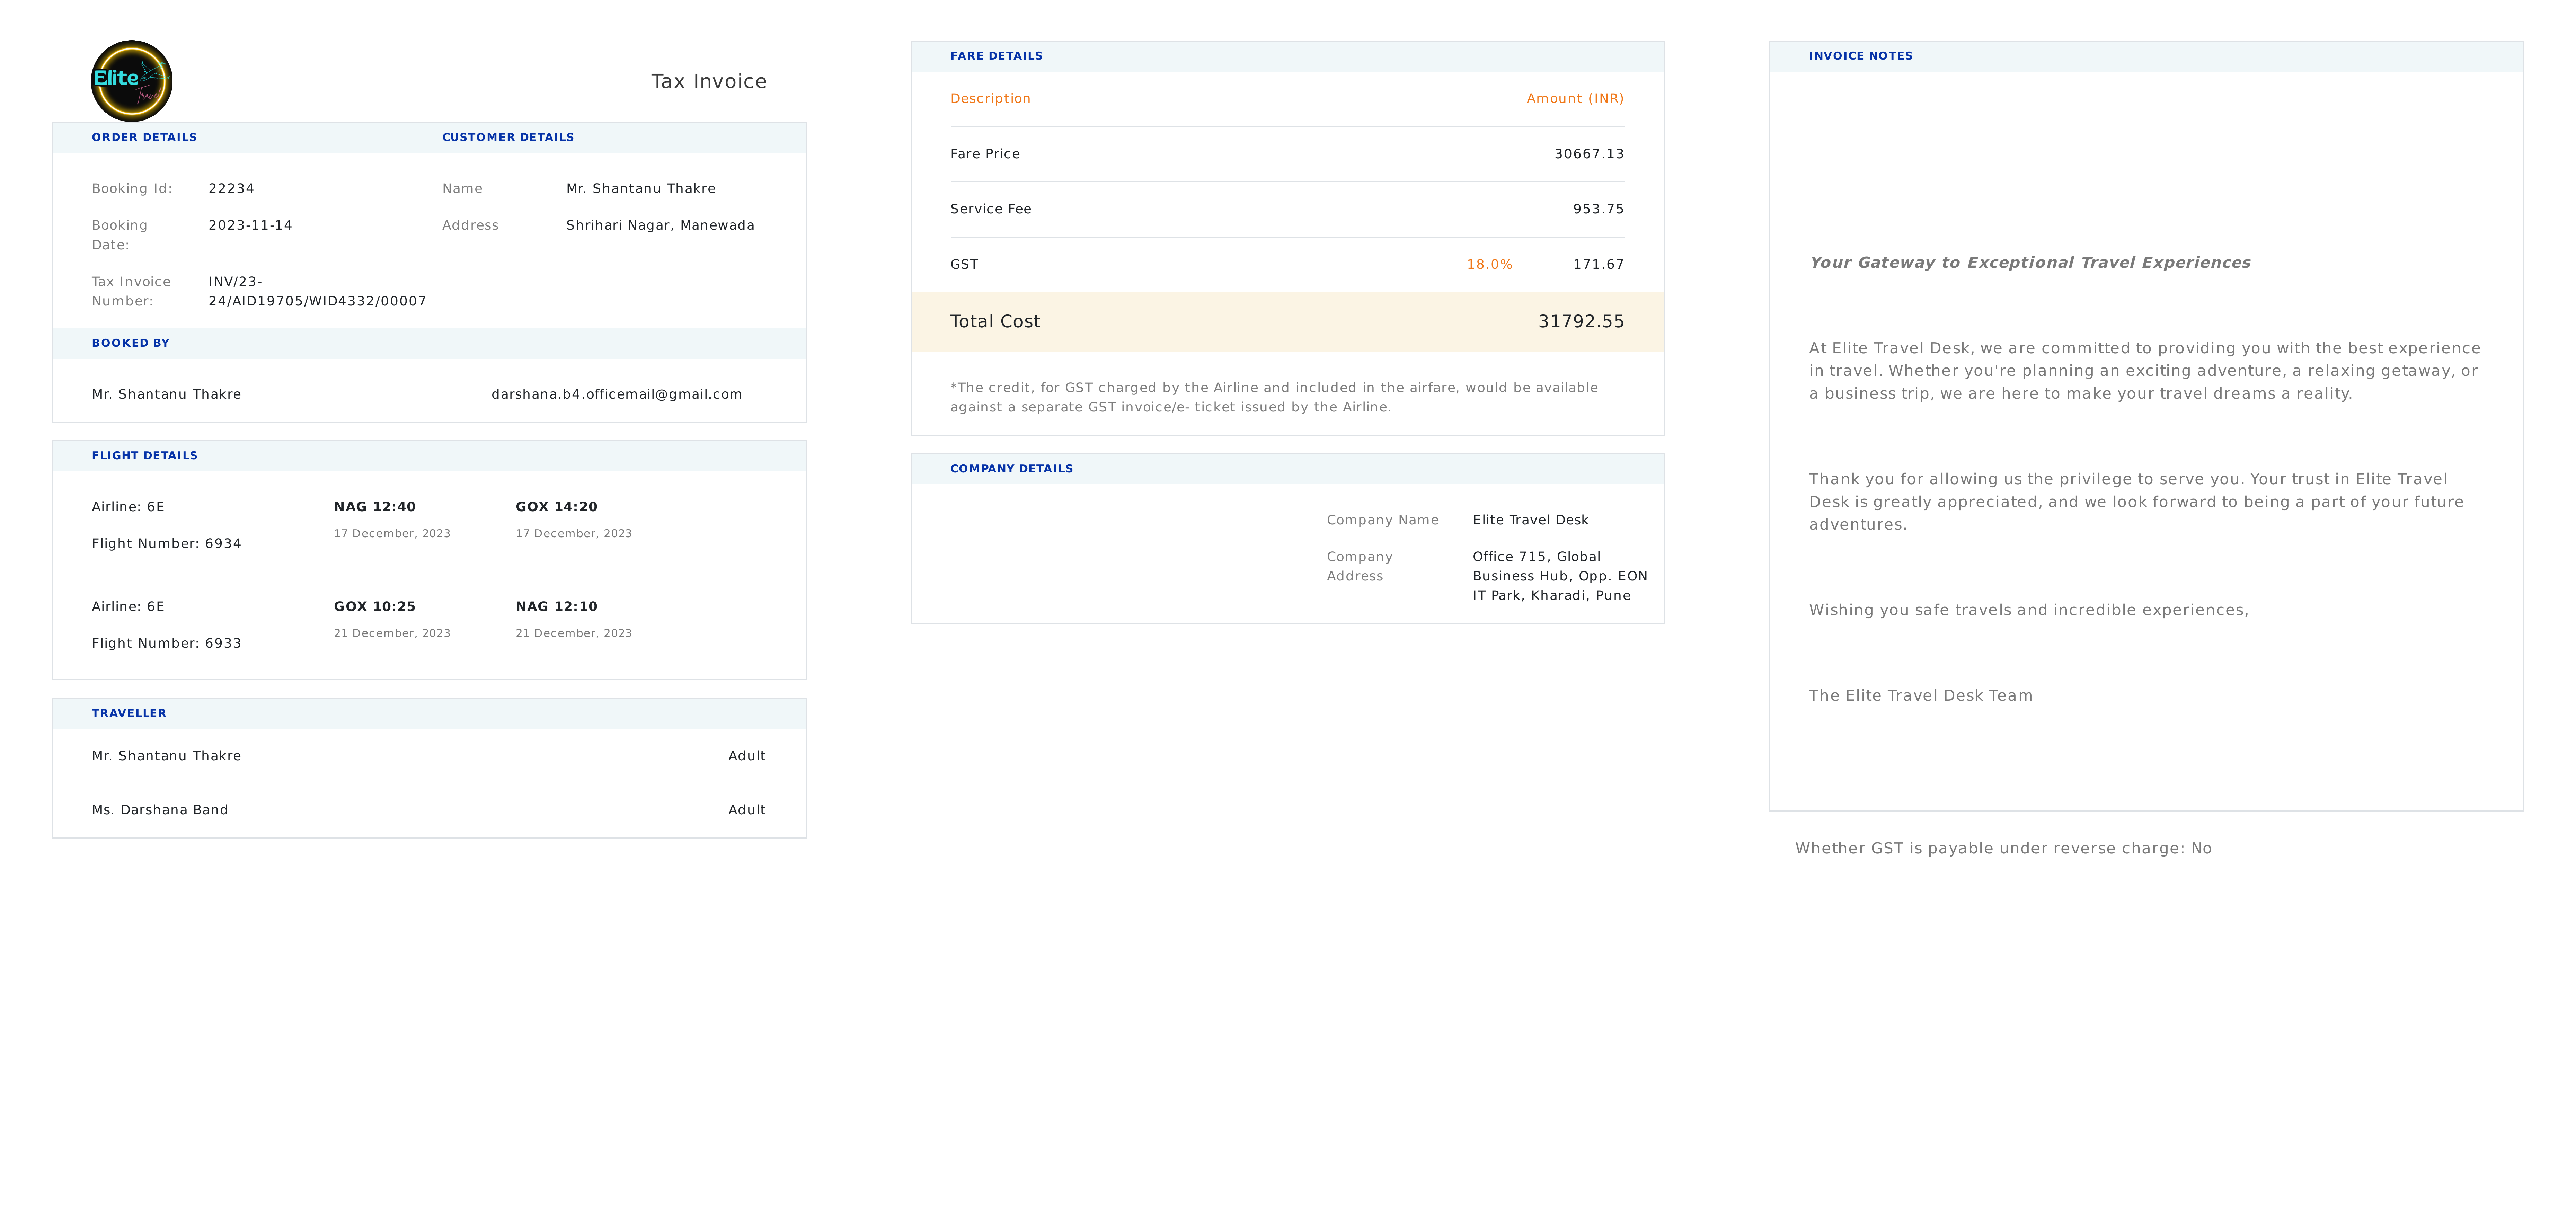 Elite
Travel
Tax Invoice
ORDER DETAILS
CUSTOMER DETAILS
Booking Id: 22234
Name Mr. Shantanu Thakre
Booking Date: 2023-11-14
Address Shrihari Nagar, Manewada
Tax Invoice INV/23-
Number: 24/AID19705/WID4332/00007
BOOKED BY
Mr. Shantanu Thakre darshana.b4.officemail@gmail.com
FLIGHT DETAILS
Airline: 6E NAG 12:40 GOX 14:20
17 December, 2023 17 December, 2023
Flight Number: 6934
Airline: 6E GOX 10:25 NAG 12:10
21 December, 2023 21 December, 2023
Flight Number: 6933
TRAVELLER
Mr. Shantanu Thakre Adult
Ms. Darshana Band Adult
FARE DETAILS
Description Amount (INR)
Fare Price 30667.13
Service Fee 953.75
GST 18.0% 171.67
Total Cost 31792.55
*The credit, for GST charged by the Airline and included in the airfare, would be available
against a separate GST invoice/e- ticket issued by the Airline.
COMPANY DETAILS
Company Name Elite Travel Desk
Company Office 715, Global
Address Business Hub, Opp. EON
IT Park, Kharadi, Pune
INVOICE NOTES
Your Gateway to Exceptional Travel Experiences
At Elite Travel Desk, we are committed to providing you with the best experience
in travel. Whether you're planning an exciting adventure, a relaxing getaway, or
a business trip, we are here to make your travel dreams a reality.
Thank you for allowing us the privilege to serve you. Your trust in Elite Travel
Desk is greatly appreciated, and we look forward to being a part of your future
adventures.
Wishing you safe travels and incredible experiences,
The Elite Travel Desk Team
Whether GST is payable under reverse charge: No